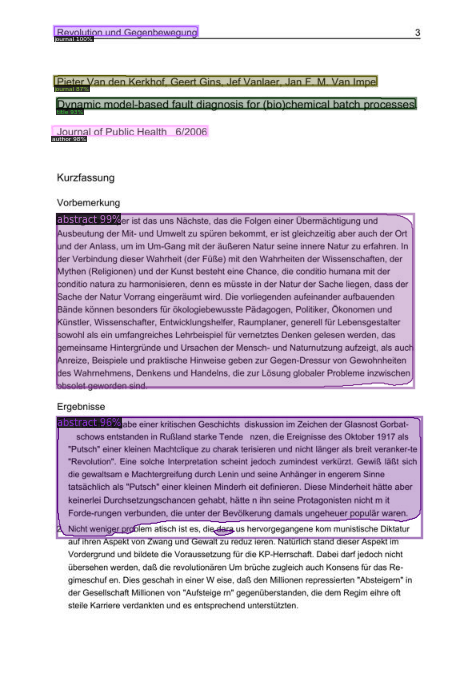 Revolution und Gegenbewegung 3
journal 100%
Pieter Van den Kerkhof, Geert Gins, Jef Vanlaer, Jan F. M. Van Impe
journal 87%
Dynamic model-based fault diagnosis for (bio)chemical batch processes
title 93%
Journal of Public Health 6/2006
author 98%
Kurzfassung
Vorbemerkung
abstract 99% er ist das uns Nächste, das die Folgen einer Übermächtigung und
Ausbeutung der Mit- und Umwelt zu spüren bekommt, er ist gleichzeitig aber auch der Ort
und der Anlass, um im Um-Gang mit der äußeren Natur seine innere Natur zu erfahren. In
der Verbindung dieser Wahrheit (der Füße) mit den Wahrheiten der Wissenschaften, der
Mythen (Religionen) und der Kunst besteht eine Chance, die conditio humana mit der
conditio natura zu harmonisieren, denn es müsste in der Natur der Sache liegen, dass der
Sache der Natur Vorrang eingeräumt wird. Die vorliegenden aufeinander aufbauenden
Bände können besonders für ökologiebewusste Pädagogen, Politiker, Ökonomen und
Künstler, Wissenschafter, Entwicklungshelfer, Raumplaner, generell für Lebensgestalter
sowohl als ein umfangreiches Lehrbeispiel für vernetztes Denken gelesen werden, das
gemeinsame Hintergründe und Ursachen der Mensch- und Naturnutzung aufzeigt, als auch
Anreize, Beispiele und praktische Hinweise geben zur Gegen-Dressur von Gewohnheiten
des Wahrnehmens, Denkens und Handelns, die zur Lösung globaler Probleme inzwischen
obsolet geworden sind.
Ergebnisse
abstract 96% abe einer kritischen Geschichts diskussion im Zeichen der Glasnost Gorbat-
schows entstanden in Rußland starke Tende nzen, die Ereignisse des Oktober 1917 als
"Putsch" einer kleinen Machtclique zu charak terisieren und nicht länger als breit veranker-te
"Revolution". Eine solche Interpretation scheint jedoch zumindest verkürzt. Gewiß läßt sich
die gewaltsam e Machtergreifung durch Lenin und seine Anhänger in engerem Sinne
tatsächlich als "Putsch" einer kleinen Minderh eit definieren. Diese Minderheit hätte aber
keinerlei Durchsetzungschancen gehabt, hätte n ihn seine Protagonisten nicht m it
Forde-rungen verbunden, die unter der Bevölkerung damals ungeheuer populär waren.
2. Nicht weniger problem atisch ist es, die dara us hervorgegangene kom munistische Diktatur
auf ihren Aspekt von Zwang und Gewalt zu reduz ieren. Natürlich stand dieser Aspekt im
Vordergrund und bildete die Voraussetzung für die KP-Herrschaft. Dabei darf jedoch nicht
übersehen werden, daß die revolutionären Um brüche zugleich auch Konsens für das Re-
gimeschuf en. Dies geschah in einer W eise, daß den Millionen repressierten "Absteigern" in
der Gesellschaft Millionen von "Aufsteige rn" gegenüberstanden, die dem Regim eihre oft
steile Karriere verdankten und es entsprechend unterstützten.